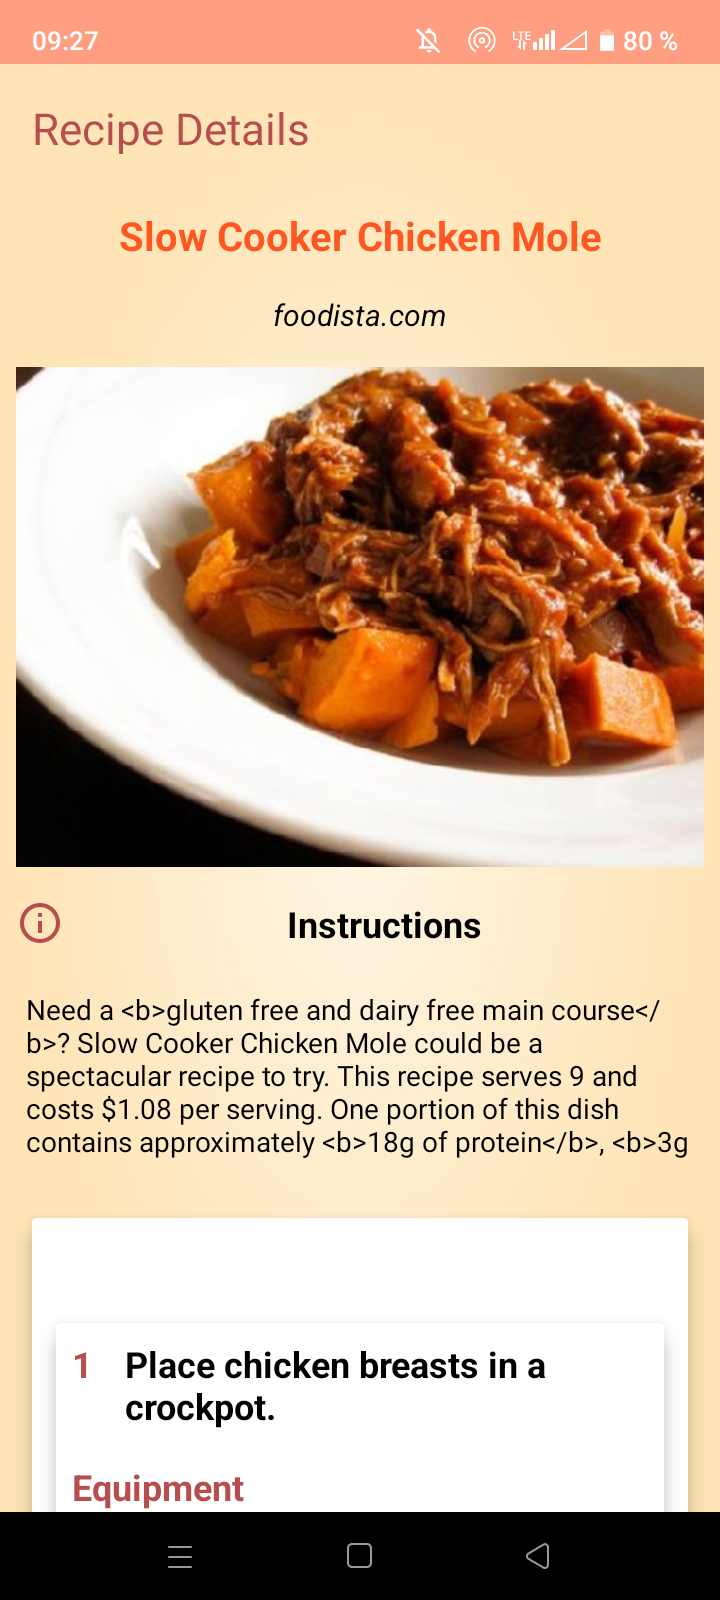 09:27
LTE
80 %
Recipe Details
Slow Cooker Chicken Mole
foodista.com
Instructions
Need a <b>gluten free and dairy free main course</
b>? Slow Cooker Chicken Mole could be a
spectacular recipe to try. This recipe serves 9 and
costs $1.08 per serving. One portion of this dish
contains approximately <b>18g of protein</b>, <b>3g
1 Place chicken breasts in a
crockpot.
Equipment